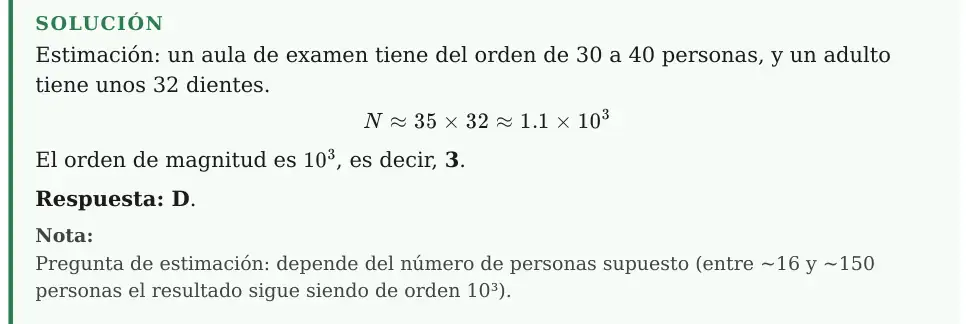 SOLUCIÓN
Estimación: un aula de examen tiene del orden de 30 a 40 personas, y un adulto
tiene unos 32 dientes.
N ≈ 35 × 32 ≈ 1.1 × 10³
El orden de magnitud es 10³, es decir, 3.
Respuesta: D.
Nota:
Pregunta de estimación: depende del número de personas supuesto (entre ~16 y ~150
personas el resultado sigue siendo de orden 10³).